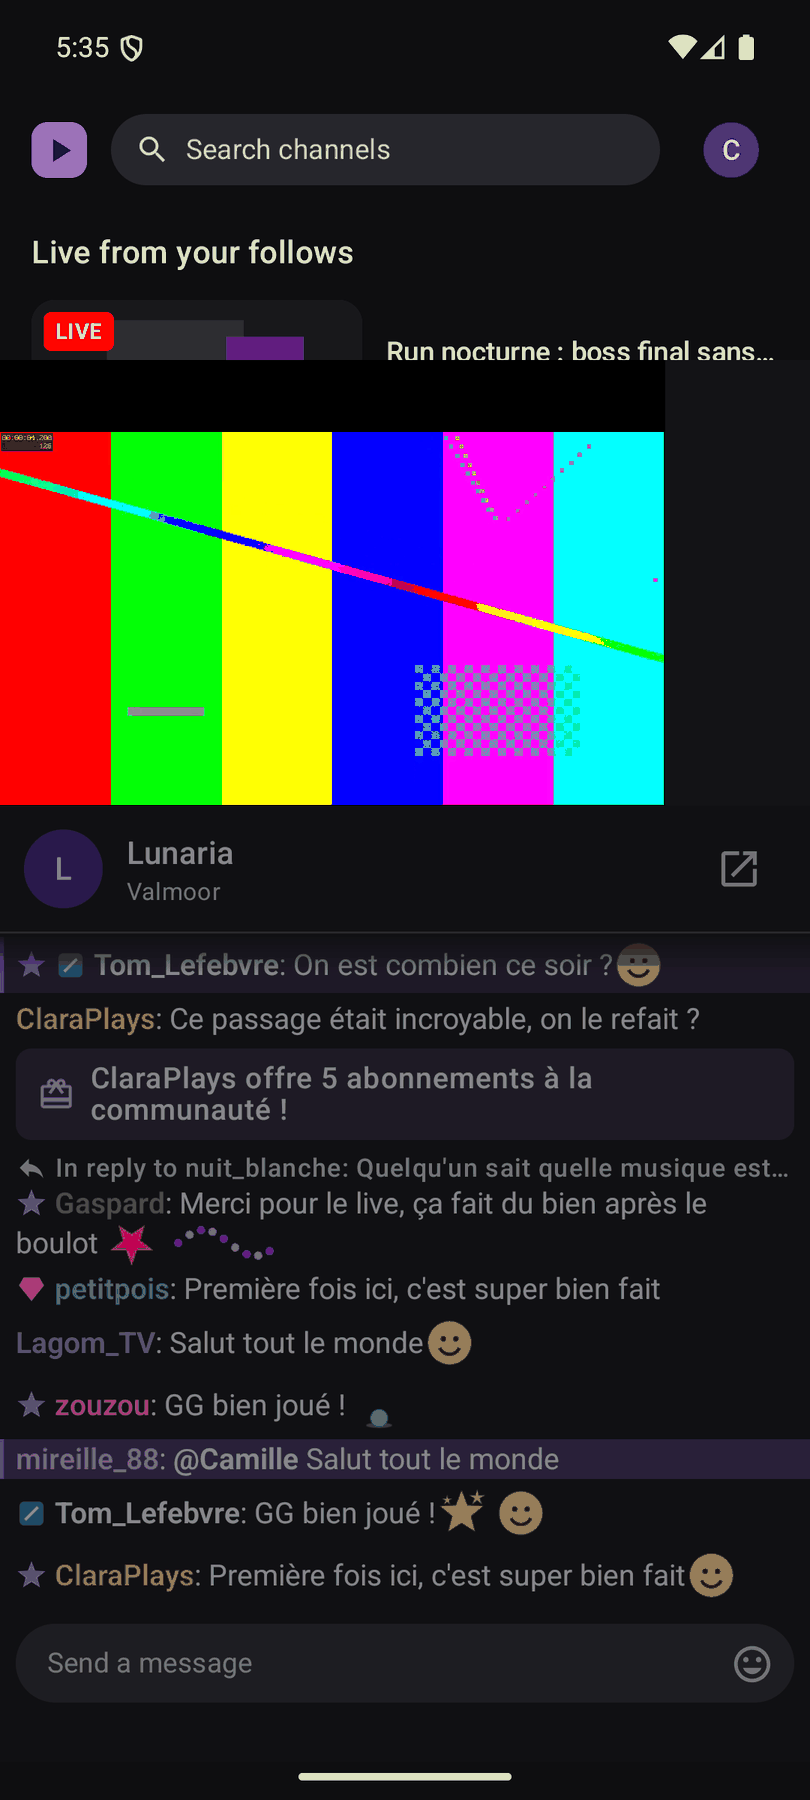 5:35
Search channels
C
Live from your follows
LIVE
Run nocturne : boss final sans…
L
Lunaria
Valmoor
Tom_Lefebvre: On est combien ce soir ?
ClaraPlays: Ce passage était incroyable, on le refait ?
ClaraPlays offre 5 abonnements à la
communauté !
In reply to nuit_blanche: Quelqu'un sait quelle musique est…
Gaspard: Merci pour le live, ça fait du bien après le
boulot
petitpois: Première fois ici, c'est super bien fait
Lagom_TV: Salut tout le monde
zouzou: GG bien joué !
mireille_88: @Camille Salut tout le monde
Tom_Lefebvre: GG bien joué !
ClaraPlays: Première fois ici, c'est super bien fait
Send a message